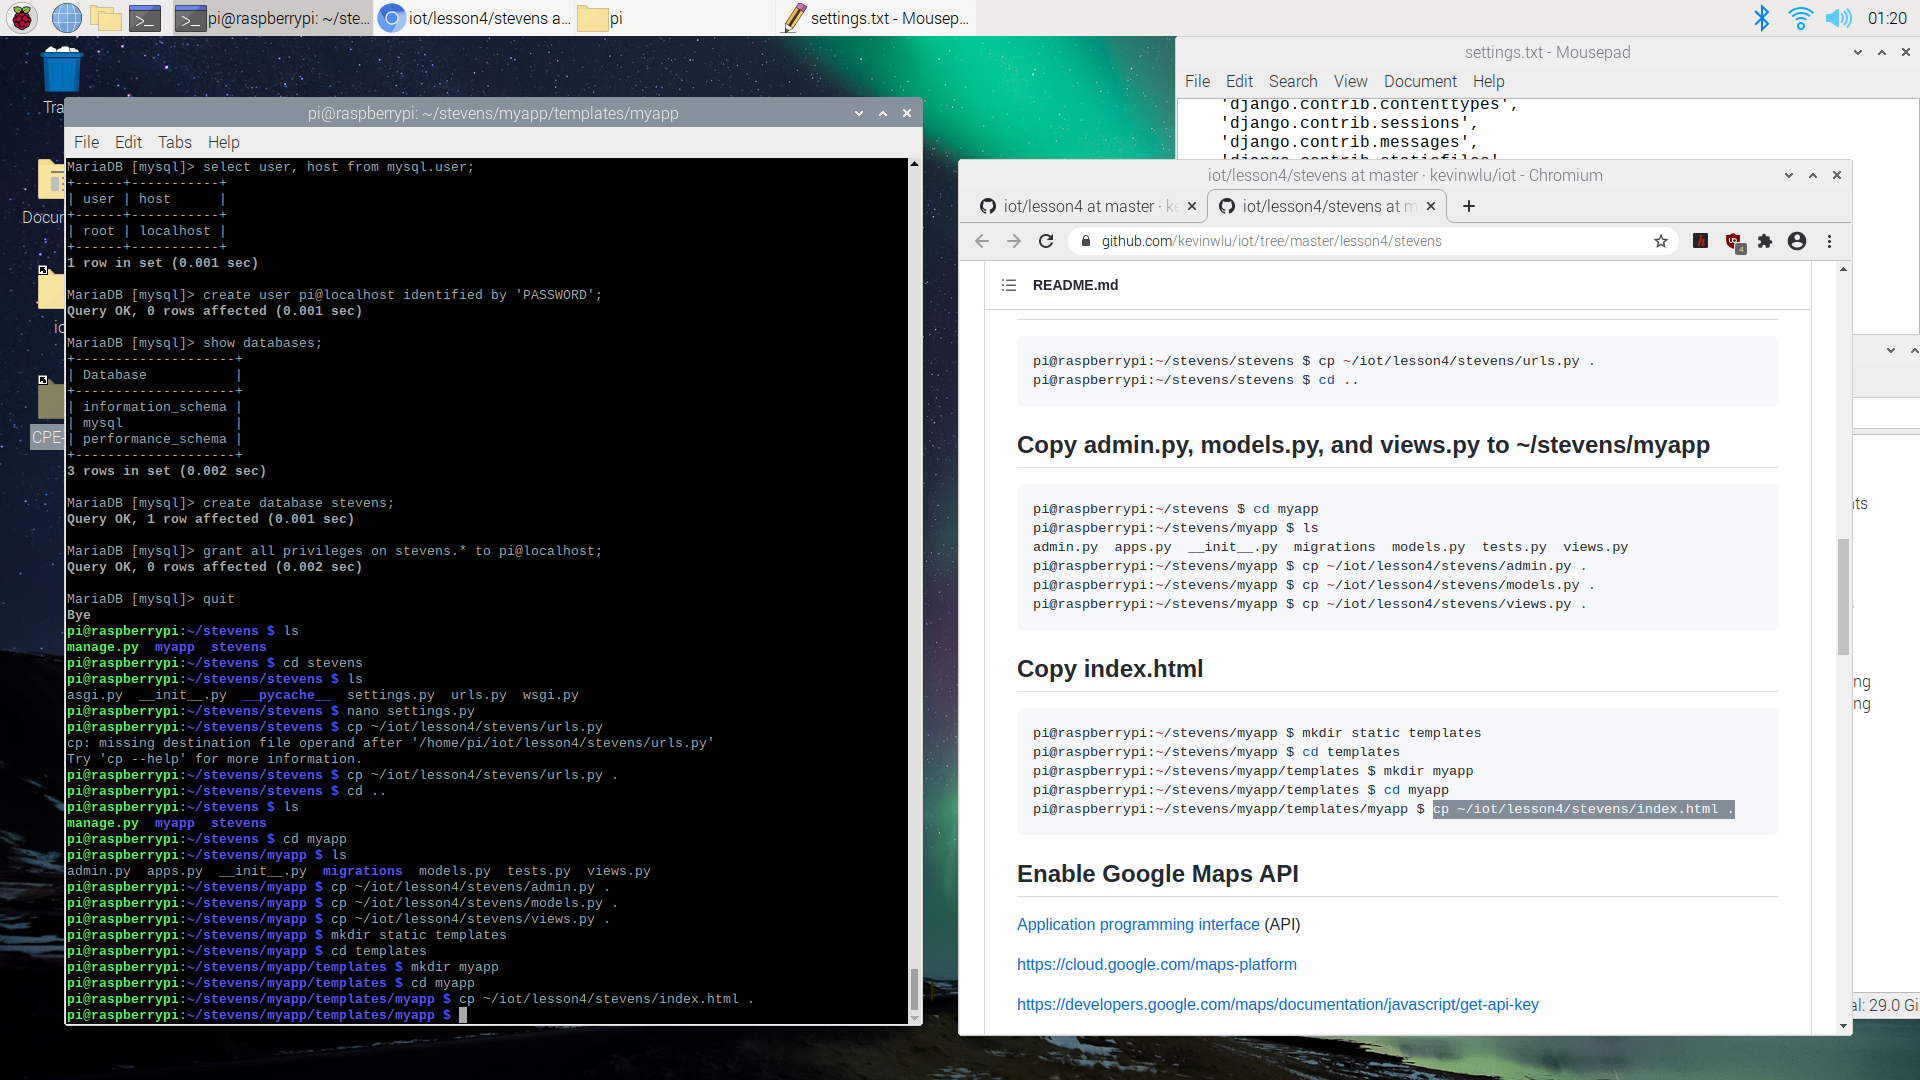 pi@raspberrypi: ~/ste...
iot/lesson4/stevens a...
pi
settings.txt - Mousep...
01:20
Tra
Docum
CPE-
pi@raspberrypi: ~/stevens/myapp/templates/myapp
File Edit Tabs Help
MariaDB [mysql]> select user, host from mysql.user;
+------+-----------+
| user | host      |
+------+-----------+
| root | localhost |
+------+-----------+
1 row in set (0.001 sec)
MariaDB [mysql]> create user pi@localhost identified by 'PASSWORD';
Query OK, 0 rows affected (0.001 sec)
MariaDB [mysql]> show databases;
+--------------------+
| Database           |
+--------------------+
| information_schema |
| mysql              |
| performance_schema |
+--------------------+
3 rows in set (0.002 sec)
MariaDB [mysql]> create database stevens;
Query OK, 1 row affected (0.001 sec)
MariaDB [mysql]> grant all privileges on stevens.* to pi@localhost;
Query OK, 0 rows affected (0.002 sec)
MariaDB [mysql]> quit
Bye
pi@raspberrypi:~/stevens $ ls
manage.py  myapp  stevens
pi@raspberrypi:~/stevens $ cd stevens
pi@raspberrypi:~/stevens/stevens $ ls
asgi.py  __init__.py  __pycache__  settings.py  urls.py  wsgi.py
pi@raspberrypi:~/stevens/stevens $ nano settings.py
pi@raspberrypi:~/stevens/stevens $ cp ~/iot/lesson4/stevens/urls.py
cp: missing destination file operand after '/home/pi/iot/lesson4/stevens/urls.py'
Try 'cp --help' for more information.
pi@raspberrypi:~/stevens/stevens $ cp ~/iot/lesson4/stevens/urls.py .
pi@raspberrypi:~/stevens/stevens $ cd ..
pi@raspberrypi:~/stevens $ ls
manage.py  myapp  stevens
pi@raspberrypi:~/stevens $ cd myapp
pi@raspberrypi:~/stevens/myapp $ ls
admin.py  apps.py  __init__.py  migrations  models.py  tests.py  views.py
pi@raspberrypi:~/stevens/myapp $ cp ~/iot/lesson4/stevens/admin.py .
pi@raspberrypi:~/stevens/myapp $ cp ~/iot/lesson4/stevens/models.py .
pi@raspberrypi:~/stevens/myapp $ cp ~/iot/lesson4/stevens/views.py .
pi@raspberrypi:~/stevens/myapp $ mkdir static templates
pi@raspberrypi:~/stevens/myapp $ cd templates
pi@raspberrypi:~/stevens/myapp/templates $ mkdir myapp
pi@raspberrypi:~/stevens/myapp/templates $ cd myapp
pi@raspberrypi:~/stevens/myapp/templates/myapp $ cp ~/iot/lesson4/stevens/index.html .
pi@raspberrypi:~/stevens/myapp/templates/myapp $
settings.txt - Mousepad
File Edit Search View Document Help
'django.contrib.contenttypes',
'django.contrib.sessions',
'django.contrib.messages',
'django.contrib.staticfiles'
iot/lesson4/stevens at master · kevinwlu/iot - Chromium
iot/lesson4 at master · ke
iot/lesson4/stevens at m
github.com/kevinwlu/iot/tree/master/lesson4/stevens
4
README.md
pi@raspberrypi:~/stevens/stevens $ cp ~/iot/lesson4/stevens/urls.py .
pi@raspberrypi:~/stevens/stevens $ cd ..
Copy admin.py, models.py, and views.py to ~/stevens/myapp
pi@raspberrypi:~/stevens $ cd myapp
pi@raspberrypi:~/stevens/myapp $ ls
admin.py  apps.py  __init__.py  migrations  models.py  tests.py  views.py
pi@raspberrypi:~/stevens/myapp $ cp ~/iot/lesson4/stevens/admin.py .
pi@raspberrypi:~/stevens/myapp $ cp ~/iot/lesson4/stevens/models.py .
pi@raspberrypi:~/stevens/myapp $ cp ~/iot/lesson4/stevens/views.py .
Copy index.html
pi@raspberrypi:~/stevens/myapp $ mkdir static templates
pi@raspberrypi:~/stevens/myapp $ cd templates
pi@raspberrypi:~/stevens/myapp/templates $ mkdir myapp
pi@raspberrypi:~/stevens/myapp/templates $ cd myapp
pi@raspberrypi:~/stevens/myapp/templates/myapp $ cp ~/iot/lesson4/stevens/index.html .
Enable Google Maps API
Application programming interface (API)
https://cloud.google.com/maps-platform
https://developers.google.com/maps/documentation/javascript/get-api-key
ts
ng
ng
al: 29.0 Gi